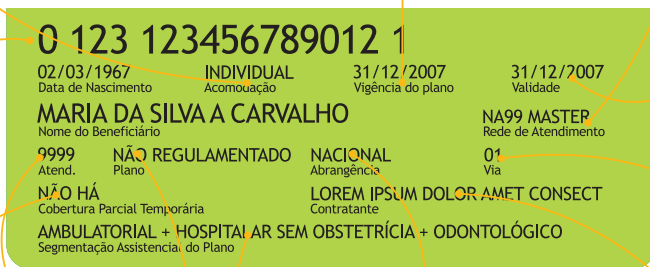 0 123 123456789012 1
02/03/1967 INDIVIDUAL 31/12/2007 31/12/2007
Data de Nascimento Acomodação Vigência do plano Validade
MARIA DA SILVA A CARVALHO NA99 MASTER
Nome do Beneficiário Rede de Atendimento
9999 NÃO REGULAMENTADO NACIONAL 01
Atend. Plano Abrangência Via
NÃO HÁ LOREM IPSUM DOLOR AMET CONSECT
Cobertura Parcial Temporária Contratante
AMBULATORIAL + HOSPITALAR SEM OBSTETRÍCIA + ODONTOLÓGICO
Segmentação Assistencial do Plano